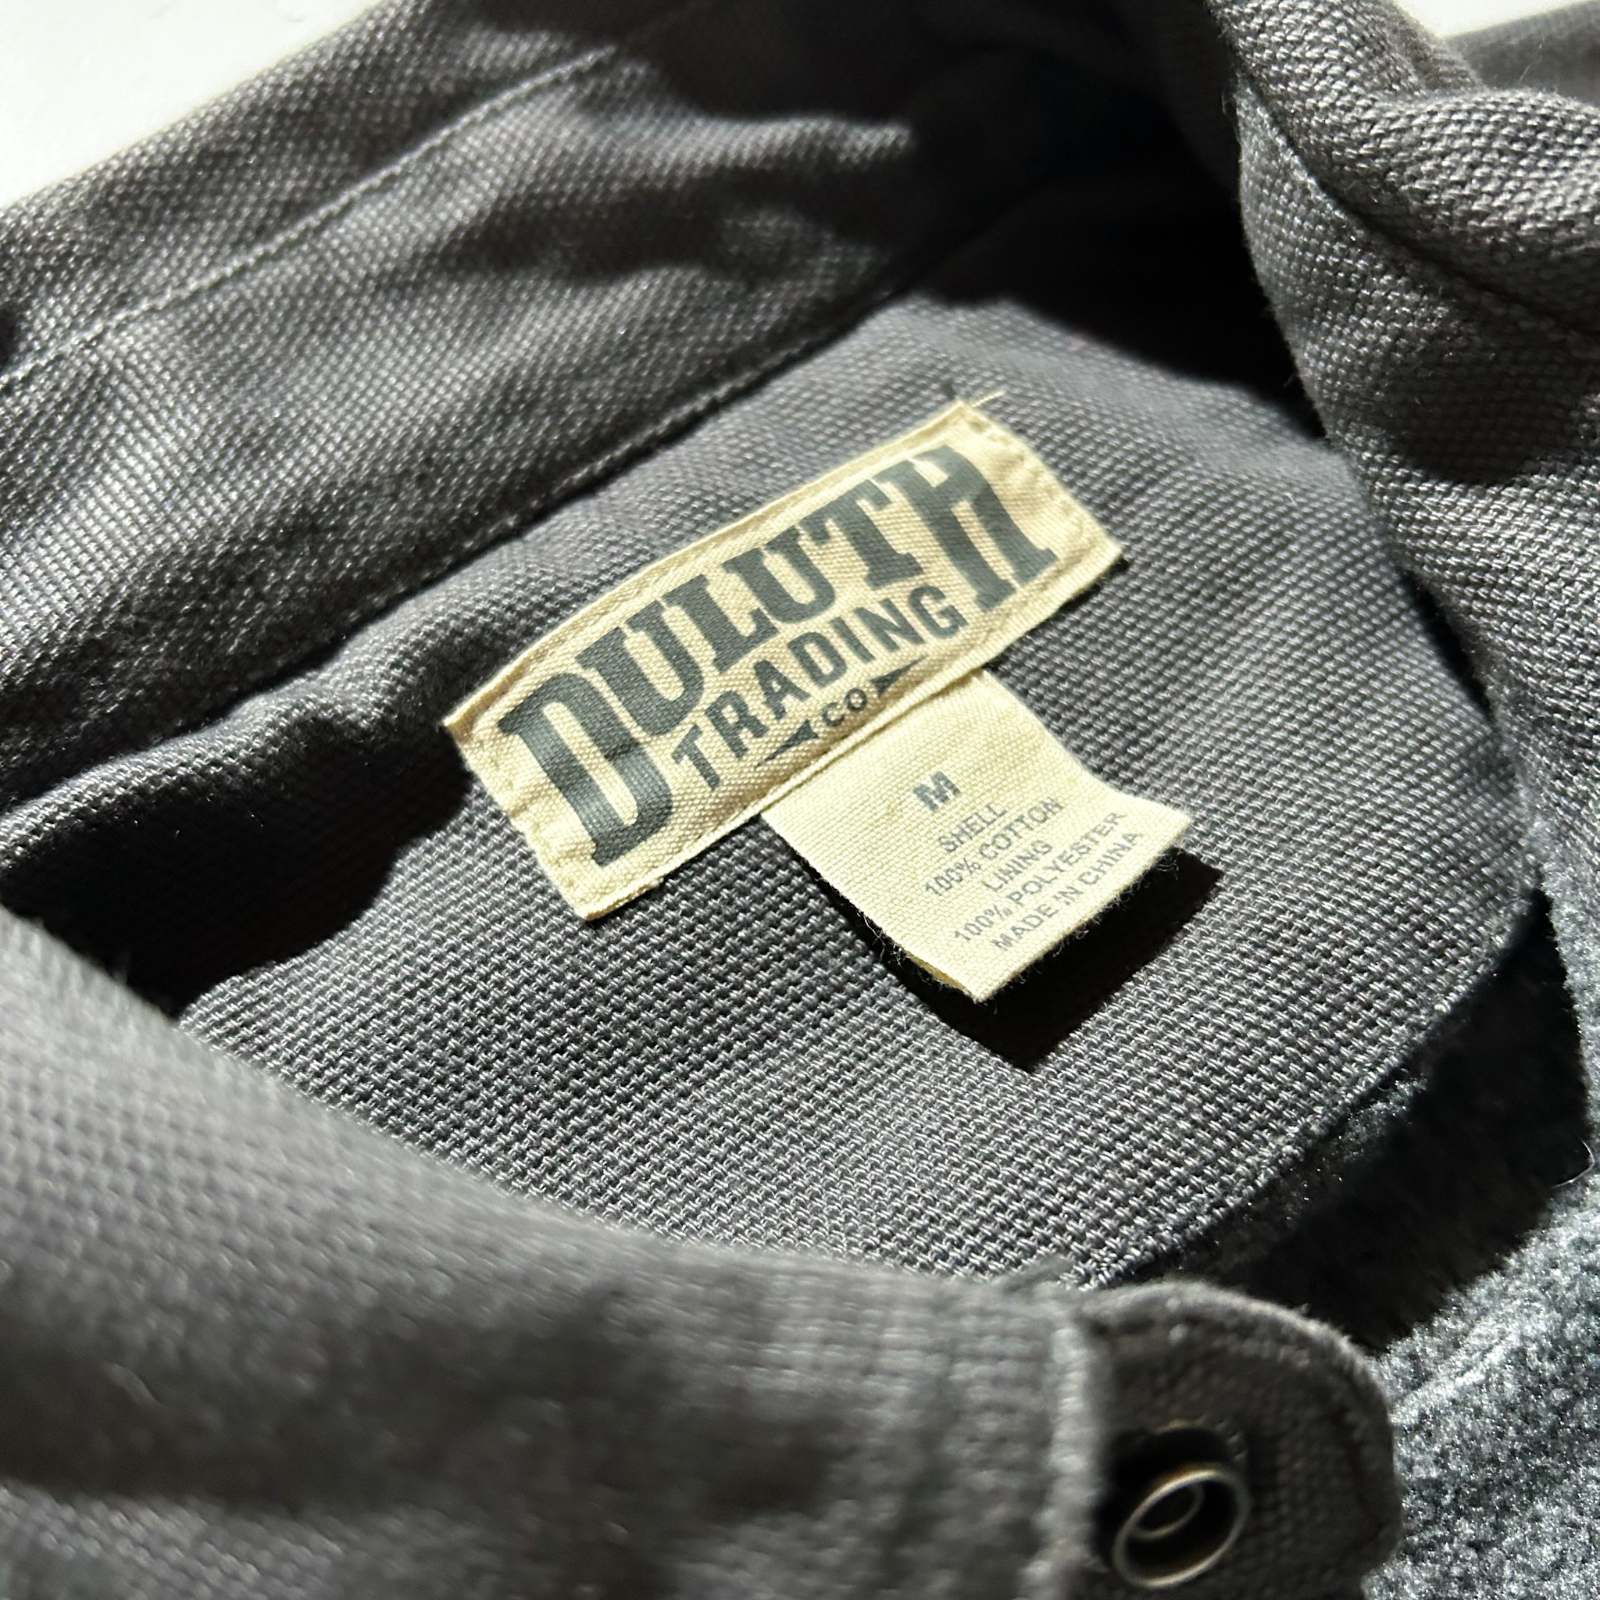 DULUTH
TRADING
CO
M
SHELL
100% COTTON
LINING
100% POLYESTER
MADE IN CHINA